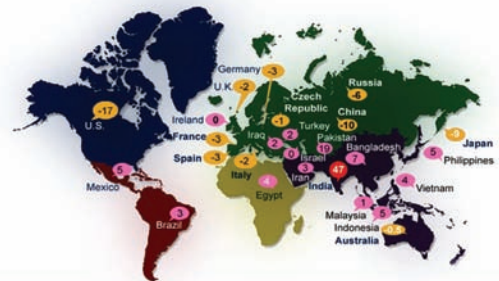 Germany
-3
U.K.
-2
Russia
-6
Czech
Republic
-1
China
-10
-17
U.S.
Ireland
0
France
-3
Iraq
2
2
Turkey
Pakistan
19
Bangladesh
7
-9
Japan
Spain
-3
-2
Italy
0
Israel
3
Iran
47
India
5
Philippines
5
Mexico
4
Egypt
4
Vietnam
3
Brazil
1
Malaysia
5
Indonesia
-0.5
Australia